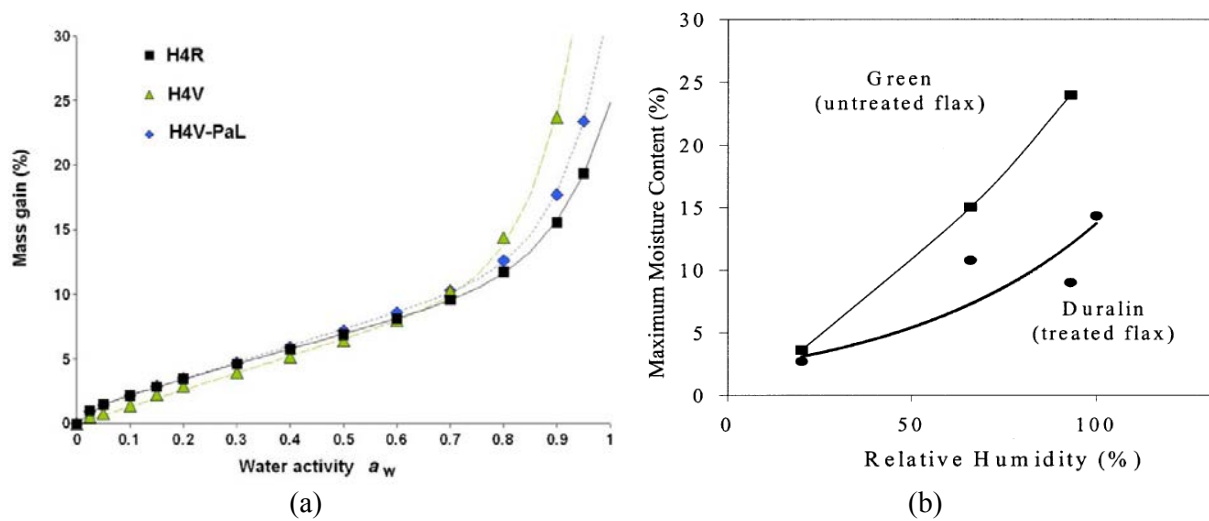 30
25
20
15
10
5
0
Mass gain (%)
H4R
H4V
H4V-PaL
0 0.1 0.2 0.3 0.4 0.5 0.6 0.7 0.8 0.9 1
Water activity a w
(a)
30
25
20
15
10
5
0
Maximum Moisture Content (%)
Green
(untreated flax)
Duralin
(treated flax)
0 50 100
Relative Humidity (%)
(b)